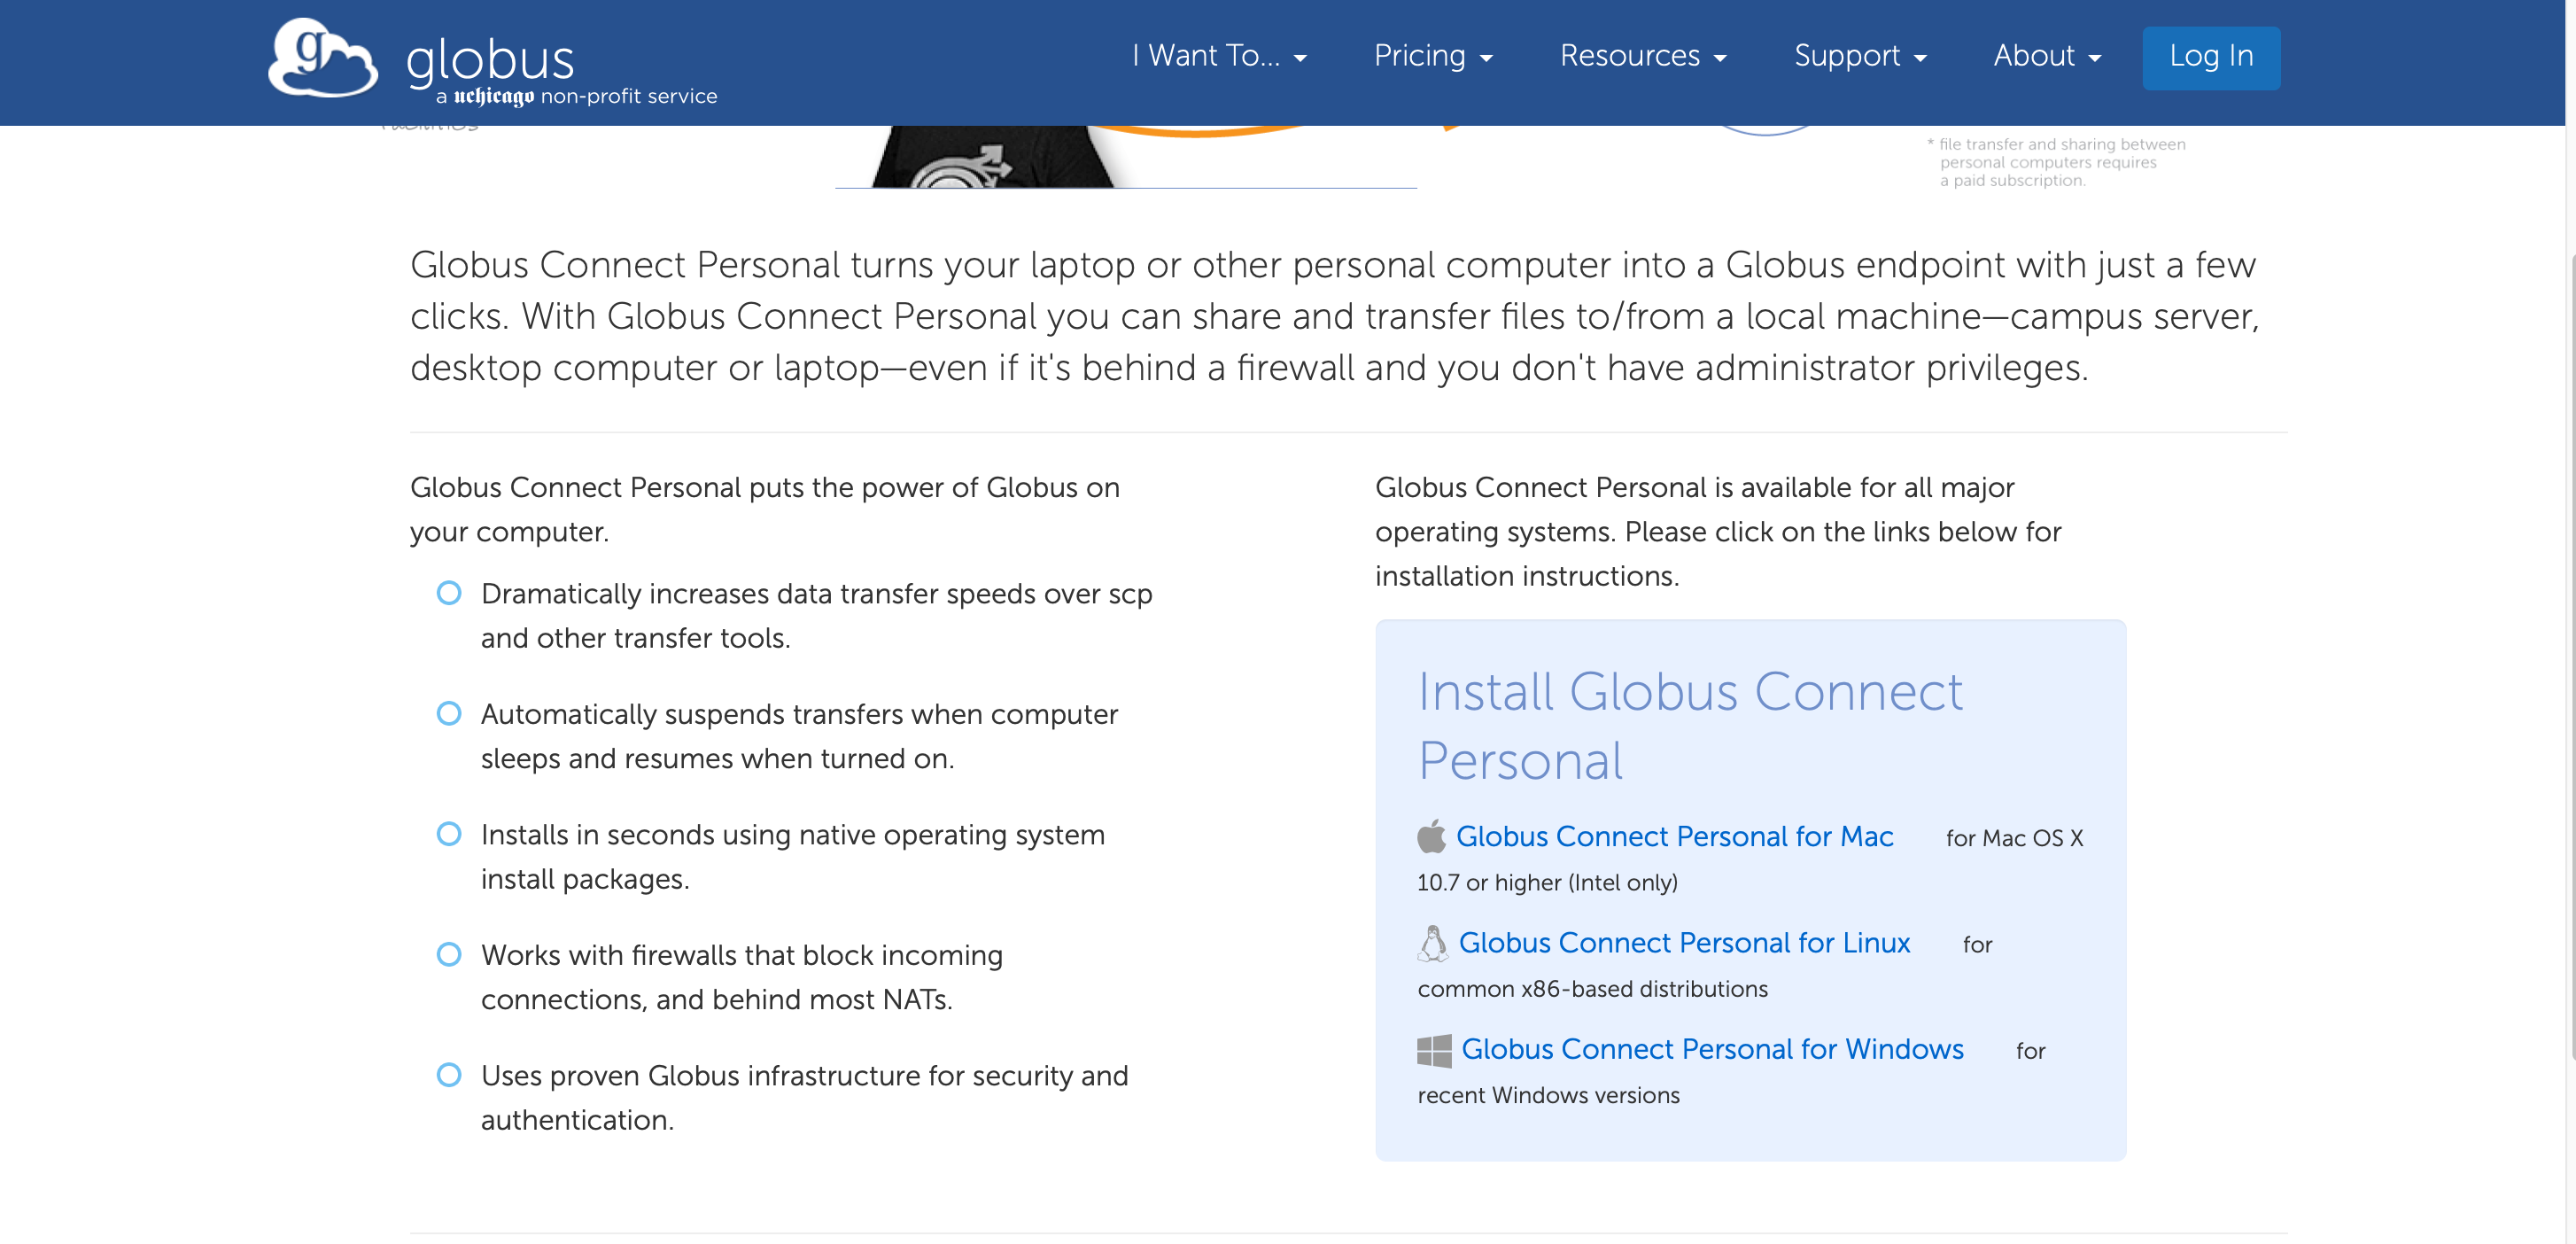 globus
a uchicago non-profit service
I Want To...
Pricing
Resources
Support
About
Log In
* file transfer and sharing between
personal computers requires
a paid subscription.
Globus Connect Personal turns your laptop or other personal computer into a Globus endpoint with just a few
clicks. With Globus Connect Personal you can share and transfer files to/from a local machine—campus server,
desktop computer or laptop—even if it's behind a firewall and you don't have administrator privileges.
Globus Connect Personal puts the power of Globus on
your computer.
Dramatically increases data transfer speeds over scp
and other transfer tools.
Automatically suspends transfers when computer
sleeps and resumes when turned on.
Installs in seconds using native operating system
install packages.
Works with firewalls that block incoming
connections, and behind most NATs.
Uses proven Globus infrastructure for security and
authentication.
Globus Connect Personal is available for all major
operating systems. Please click on the links below for
installation instructions.
Install Globus Connect
Personal
Globus Connect Personal for Mac for Mac OS X
10.7 or higher (Intel only)
Globus Connect Personal for Linux for
common x86-based distributions
Globus Connect Personal for Windows for
recent Windows versions